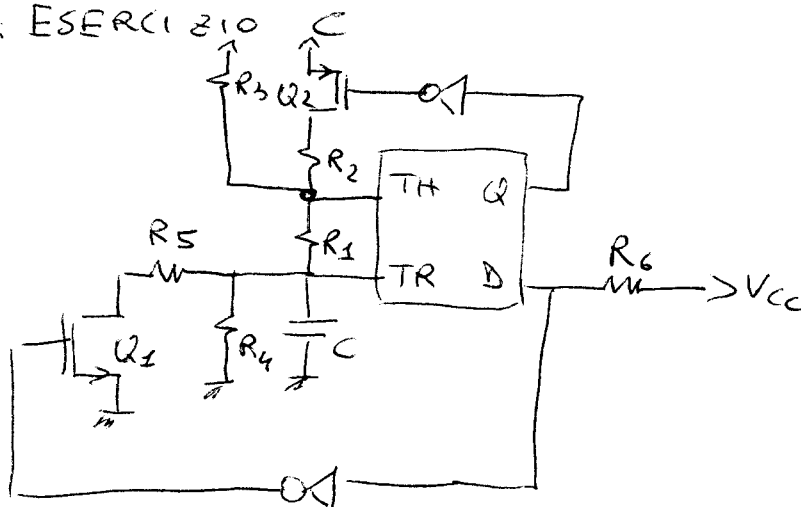 . ESERCIZIO C
R3
Q2
R2
TH Q
R1
R5
TR D
R6
VCC
Q1
R4
C